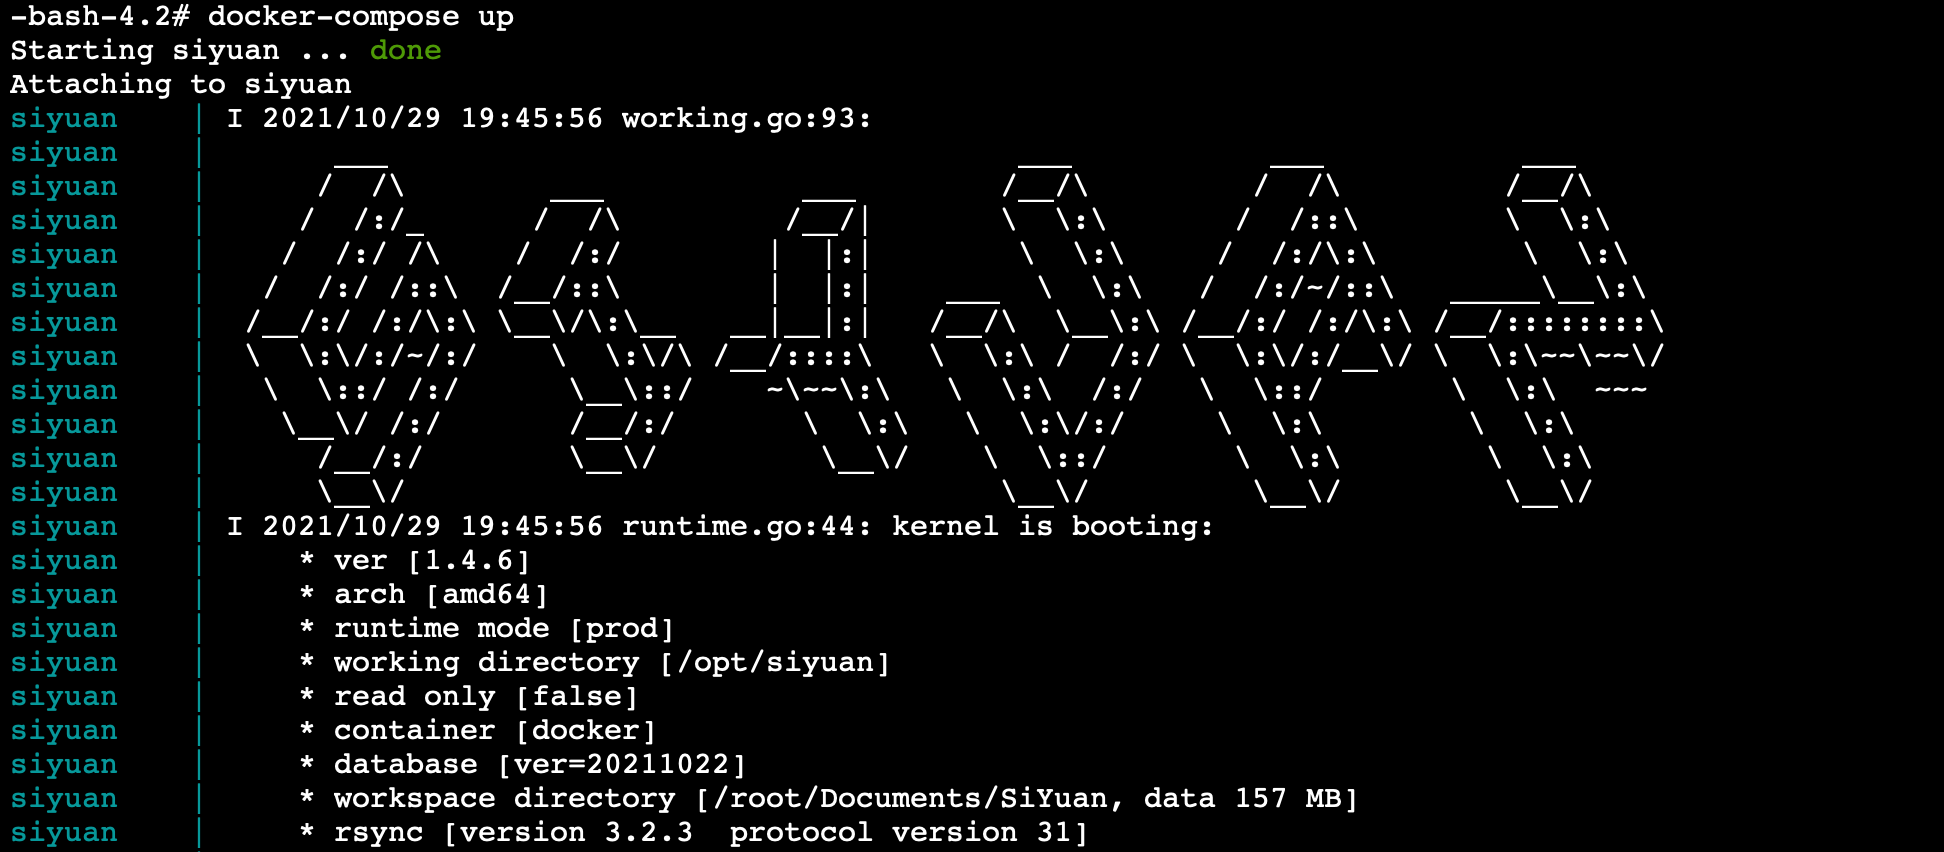 -bash-4.2# docker-compose up
Starting siyuan ... done
Attaching to siyuan
siyuan    | I 2021/10/29 19:45:56 working.go:93:
siyuan    |
siyuan    |
siyuan    |
siyuan    |
siyuan    |
siyuan    |
siyuan    |
siyuan    |
siyuan    |
siyuan    |
siyuan    |
siyuan    | I 2021/10/29 19:45:56 runtime.go:44: kernel is booting:
siyuan    |     * ver [1.4.6]
siyuan    |     * arch [amd64]
siyuan    |     * runtime mode [prod]
siyuan    |     * working directory [/opt/siyuan]
siyuan    |     * read only [false]
siyuan    |     * container [docker]
siyuan    |     * database [ver=20211022]
siyuan    |     * workspace directory [/root/Documents/SiYuan, data 157 MB]
siyuan    |     * rsync [version 3.2.3  protocol version 31]